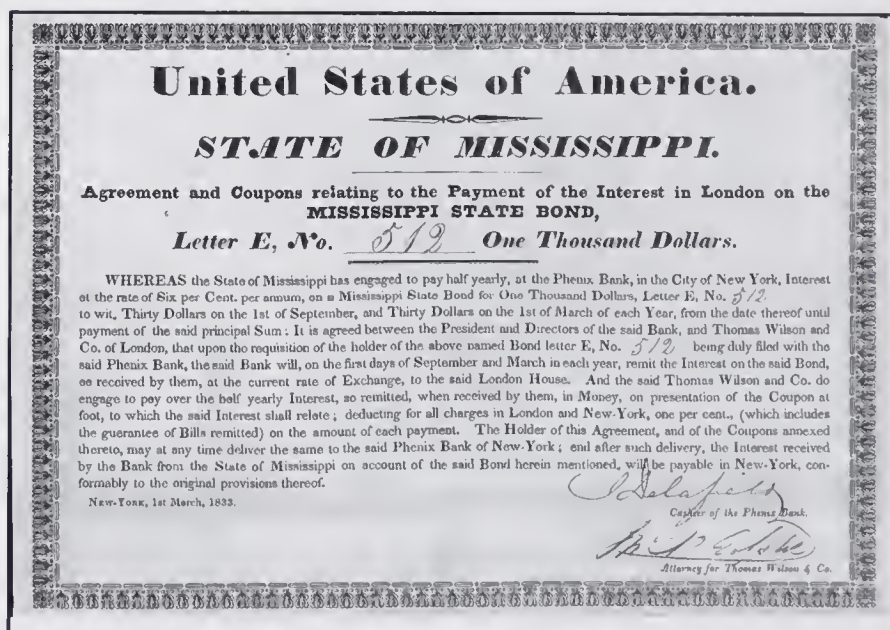 United States of America.
STATE OF MISSISSIPPI.
Agreement and Coupons relating to the Payment of the Interest in London on the
MISSISSIPPI STATE BOND,
Letter E, No. 512 One Thousand Dollars.
WHEREAS the State of Mississippi has engaged to pay half yearly, at the Phenix Bank, in the City of New York, Interest
at the rate of Six per Cent. per annum, on a Mississippi State Bond for One Thousand Dollars, Letter E, No. 512
to wit, Thirty Dollars on the 1st of September, and Thirty Dollars on the 1st of March of each Year, from the date thereof until
payment of the said principal Sum: It is agreed between the President and Directors of the said Bank, and Thomas Wilson and
Co. of London, that upon the requisition of the holder of the above named Bond letter E, No. 512 being duly filed with the
said Phenix Bank, the said Bank will, on the first days of September and March in each year, remit the Interest on the said Bond,
as received by them, at the current rate of Exchange, to the said London House. And the said Thomas Wilson and Co. do
engage to pay over the half yearly Interest, so remitted, when received by them, in Money, on presentation of the Coupon at
foot, to which the said Interest shall relate; deducting for all charges in London and New-York, one per cent., (which includes
the guarantee of Bills remitted) on the amount of each payment. The Holder of this Agreement, and of the Coupons annexed
thereto, may at any time deliver the same to the said Phenix Bank of New-York; and after such delivery, the Interest received
by the Bank from the State of Mississippi on account of the said Bond herein mentioned, will be payable in New-York, con-
formably to the original provisions thereof.
New-York, 1st March, 1833.
J Delafield
Cashier of the Phenix Bank.
Attorney for Thomas Wilson & Co.